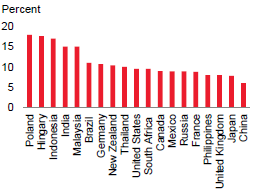 Percent
20
15
10
5
0
Poland
Hingary
Indonesia
India
Malaysia
Brazil
Germany
New Zealand
Thailand
United States
South Africa
Canada
Mexico
Russia
France
Philippines
United Kingdom
Japan
China